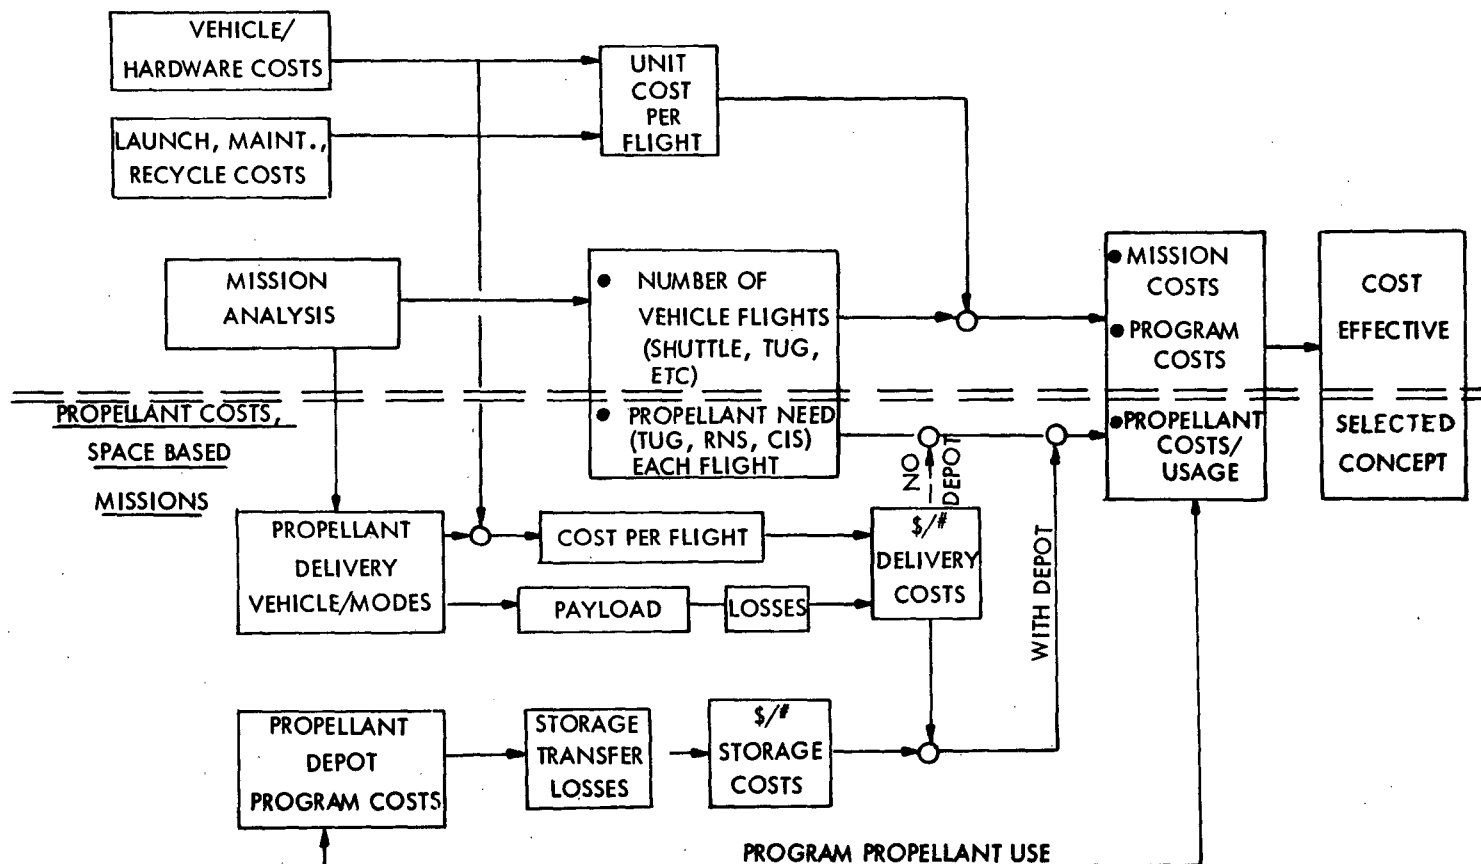 VEHICLE/
HARDWARE COSTS
LAUNCH, MAINT.,
RECYCLE COSTS
UNIT
COST
PER
FLIGHT
MISSION
ANALYSIS
● NUMBER OF
VEHICLE FLIGHTS
(SHUTTLE, TUG,
ETC)
● PROPELLANT NEED
(TUG, RNS, CIS)
EACH FLIGHT
● MISSION
COSTS
● PROGRAM
COSTS
● PROPELLANT
COSTS/
USAGE
COST
EFFECTIVE
SELECTED
CONCEPT
PROPELLANT COSTS,
SPACE BASED
MISSIONS
PROPELLANT
DELIVERY
VEHICLE/MODES
COST PER FLIGHT
PAYLOAD
LOSSES
$/#
DELIVERY
COSTS
NO
DEPOT
WITH DEPOT
PROPELLANT
DEPOT
PROGRAM COSTS
STORAGE
TRANSFER
LOSSES
$/#
STORAGE
COSTS
PROGRAM PROPELLANT USE